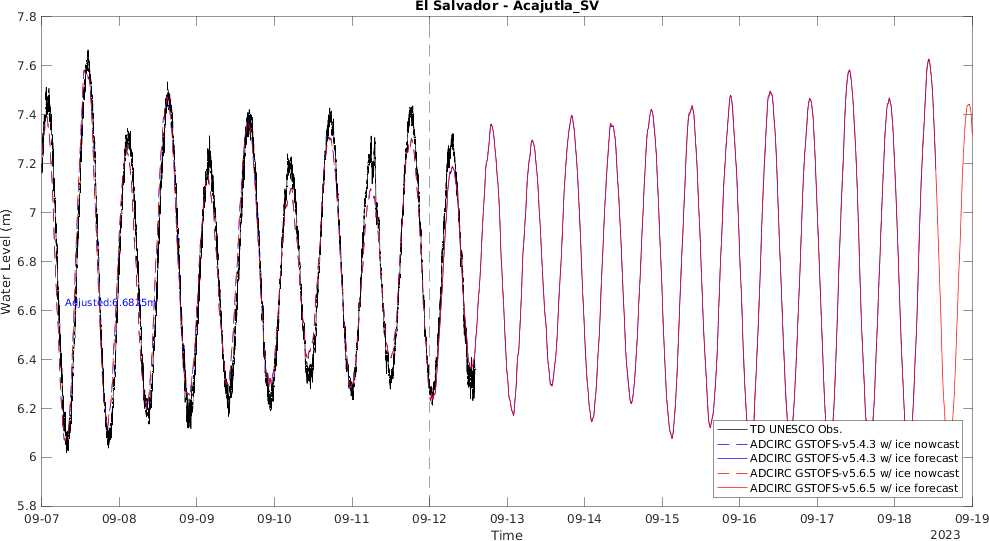 El Salvador - Acajutla_SV
7.8
7.6
7.4
7.2
7
6.8
6.6
6.4
6.2
6
5.8
Water Level (m)
Adjusted:6.6825m
TD UNESCO Obs.
ADCIRC GSTOFS-v5.4.3 w/ ice nowcast
ADCIRC GSTOFS-v5.4.3 w/ ice forecast
ADCIRC GSTOFS-v5.6.5 w/ ice nowcast
ADCIRC GSTOFS-v5.6.5 w/ ice forecast
09-07 09-08 09-09 09-10 09-11 09-12 09-13 09-14 09-15 09-16 09-17 09-18 09-19
Time
2023